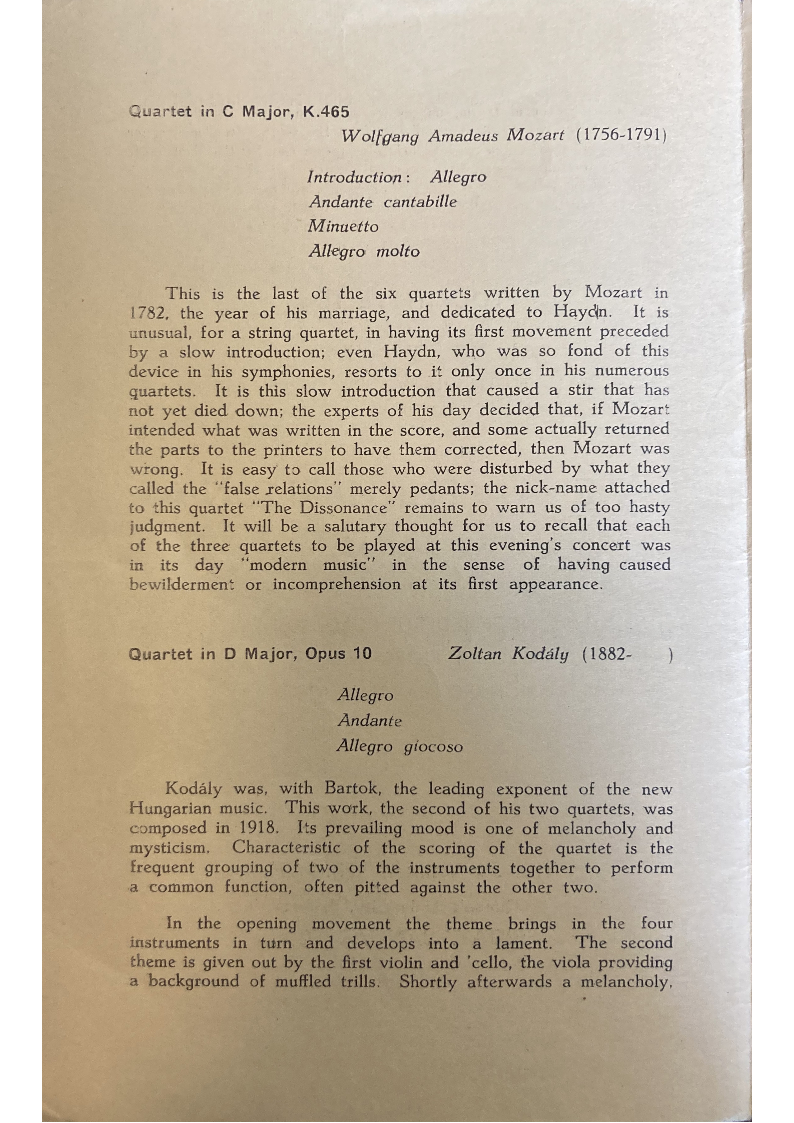 Quartet in C Major, K.465
Wolfgang Amadeus Mozart (1756-1791)
Introduction: Allegro
Andante cantabille
Minuetto
Allegro molto
This is the last of the six quartets written by Mozart in
1782, the year of his marriage, and dedicated to Haydn. It is
unusual, for a string quartet, in having its first movement preceded
by a slow introduction; even Haydn, who was so fond of this
device in his symphonies, resorts to it only once in his numerous
quartets. It is this slow introduction that caused a stir that has
not yet died down; the experts of his day decided that, if Mozart
intended what was written in the score, and some actually returned
the parts to the printers to have them corrected, then Mozart was
wrong. It is easy to call those who were disturbed by what they
called the "false relations" merely pedants; the nick-name attached
to this quartet "The Dissonance" remains to warn us of too hasty
judgment. It will be a salutary thought for us to recall that each
of the three quartets to be played at this evening's concert was
in its day "modern music" in the sense of having caused
bewilderment or incomprehension at its first appearance.
Quartet in D Major, Opus 10 Zoltan Kodály (1882- )
Allegro
Andante
Allegro giocoso
Kodály was, with Bartok, the leading exponent of the new
Hungarian music. This work, the second of his two quartets, was
composed in 1918. Its prevailing mood is one of melancholy and
mysticism. Characteristic of the scoring of the quartet is the
frequent grouping of two of the instruments together to perform
a common function, often pitted against the other two.
In the opening movement the theme brings in the four
instruments in turn and develops into a lament. The second
theme is given out by the first violin and 'cello, the viola providing
a background of muffled trills. Shortly afterwards a melancholy,